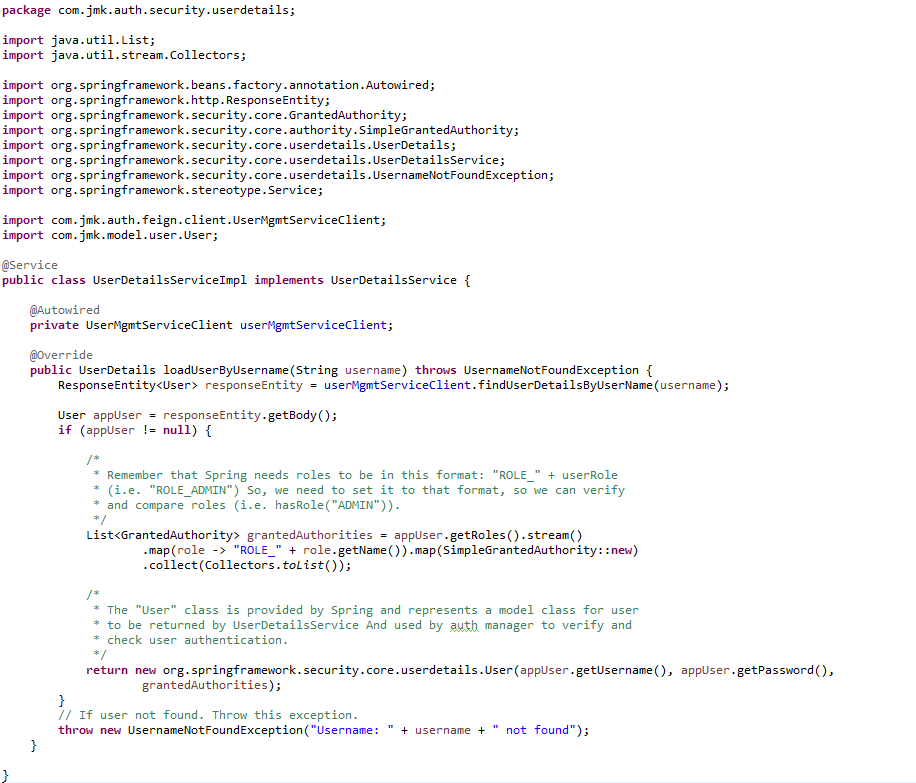 package com.jmk.auth.security.userdetails;
import java.util.List;
import java.util.stream.Collectors;
import org.springframework.beans.factory.annotation.Autowired;
import org.springframework.http.ResponseEntity;
import org.springframework.security.core.GrantedAuthority;
import org.springframework.security.core.authority.SimpleGrantedAuthority;
import org.springframework.security.core.userdetails.UserDetails;
import org.springframework.security.core.userdetails.UserDetailsService;
import org.springframework.security.core.userdetails.UsernameNotFoundException;
import org.springframework.stereotype.Service;
import com.jmk.auth.feign.client.UserMgmtServiceClient;
import com.jmk.model.user.User;
@Service
public class UserDetailsServiceImpl implements UserDetailsService {
@Autowired
private UserMgmtServiceClient userMgmtServiceClient;
@Override
public UserDetails loadUserByUsername(String username) throws UsernameNotFoundException {
ResponseEntity<User> responseEntity = userMgmtServiceClient.findUserDetailsByUserName(username);
User appUser = responseEntity.getBody();
if (appUser != null) {
/*
* Remember that Spring needs roles to be in this format: "ROLE_" + userRole
* (i.e. "ROLE_ADMIN") So, we need to set it to that format, so we can verify
* and compare roles (i.e. hasRole("ADMIN")).
*/
List<GrantedAuthority> grantedAuthorities = appUser.getRoles().stream()
.map(role -> "ROLE_" + role.getName()).map(SimpleGrantedAuthority::new)
.collect(Collectors.toList());
/*
* The "User" class is provided by Spring and represents a model class for user
* to be returned by UserDetailsService And used by auth manager to verify and
* check user authentication.
*/
return new org.springframework.security.core.userdetails.User(appUser.getUsername(), appUser.getPassword(),
grantedAuthorities);
}
// If user not found. Throw this exception.
throw new UsernameNotFoundException("Username: " + username + " not found");
}
}